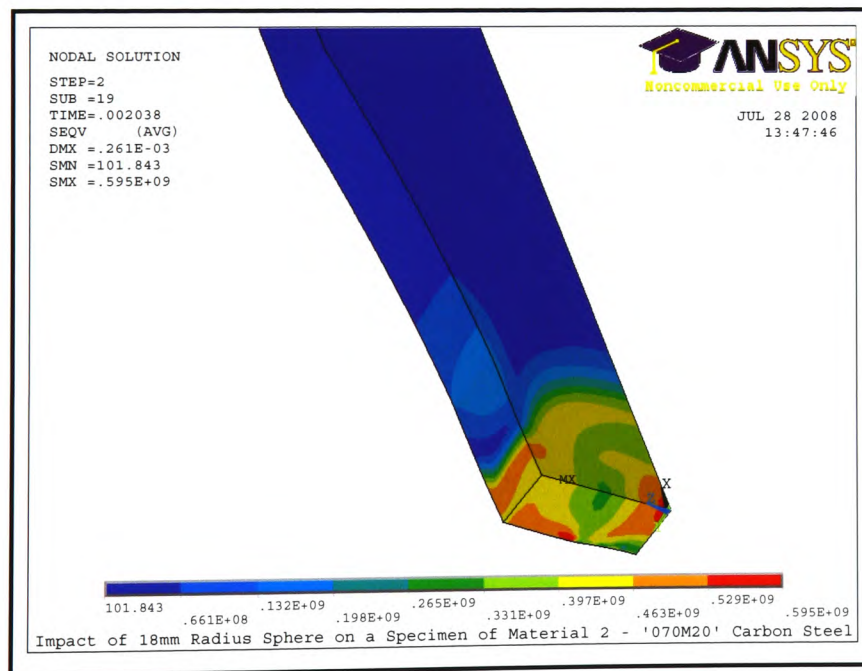 NODAL SOLUTION
STEP=2
SUB =19
TIME=.002038
SEQV (AVG)
DMX =.261E-03
SMN =101.843
SMX =.595E+09
ANSYS
Noncommercial Use Only
JUL 28 2008
13:47:46
MX
X
101.843
.661E+08
.132E+09
.198E+09
.265E+09
.331E+09
.397E+09
.463E+09
.529E+09
.595E+09
Impact of 18mm Radius Sphere on a Specimen of Material 2 - '070M20' Carbon Steel